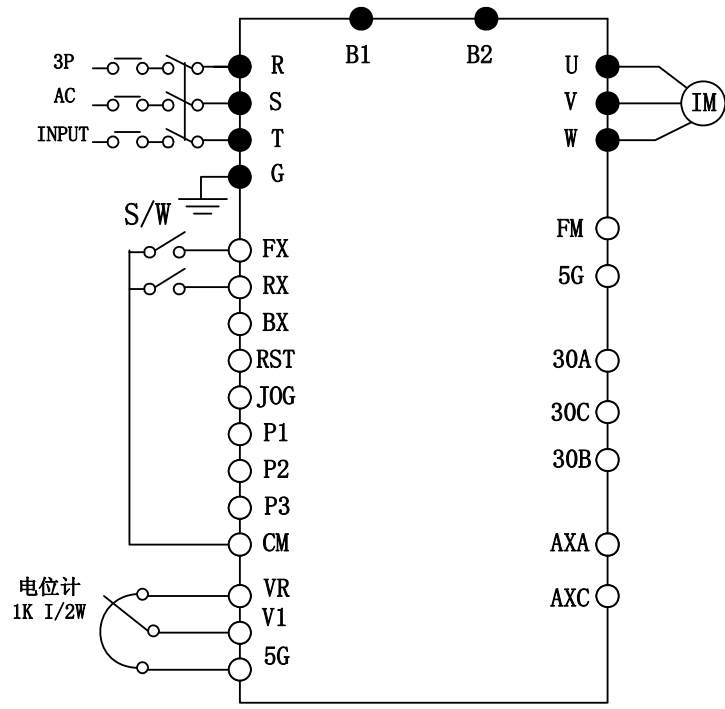 B1 B2
3P R U
AC S V IM
INPUT T W
G
S/W
FX FM
RX 5G
BX
RST 30A
JOG
P1 30C
P2 30B
P3
CM AXA
电位计 VR AXC
1K I/2W V1
5G